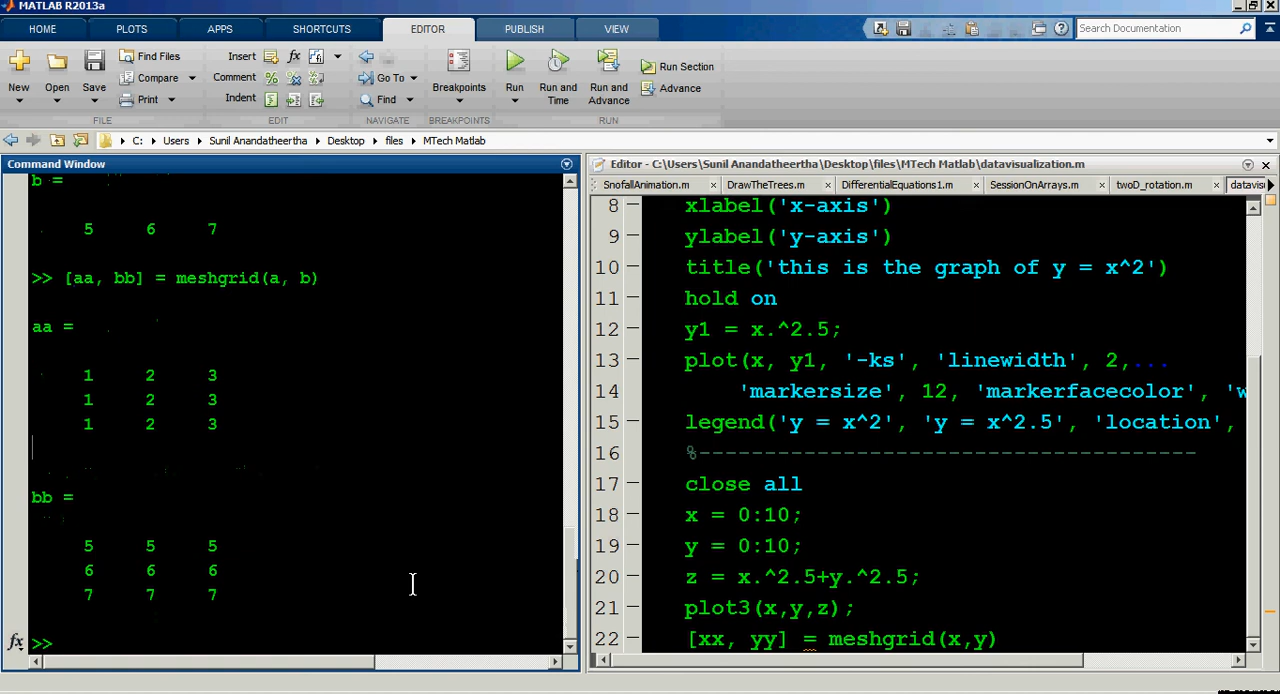 MATLAB R2013a
HOME PLOTS APPS SHORTCUTS EDITOR PUBLISH VIEW Search Documentation
New Open Save Find Files Compare Print Insert Comment Indent fx Go To Find Breakpoints Run Run and Time Run and Advance Run Section Advance
FILE EDIT NAVIGATE BREAKPOINTS RUN
C: Users Sunil Anandatheertha Desktop files MTech Matlab
Command Window
b =
5 6 7
>> [aa, bb] = meshgrid(a, b)
aa =
1 2 3
1 2 3
1 2 3
bb =
5 5 5
6 6 6
7 7 7
fx >>
Editor - C:\Users\Sunil Anandatheertha\Desktop\files\MTech Matlab\datavisualization.m
SnofallAnimation.m DrawTheTrees.m DifferentialEquations1.m SessionOnArrays.m twoD_rotation.m datavis
8 xlabel('x-axis')
9 ylabel('y-axis')
10 title('this is the graph of y = x^2')
11 hold on
12 y1 = x.^2.5;
13 plot(x, y1, '-ks', 'linewidth', 2,...
14 'markersize', 12, 'markerfacecolor', 'w
15 legend('y = x^2', 'y = x^2.5', 'location',
16 %-------------------------------------
17 close all
18 x = 0:10;
19 y = 0:10;
20 z = x.^2.5+y.^2.5;
21 plot3(x,y,z);
22 [xx, yy] = meshgrid(x,y)